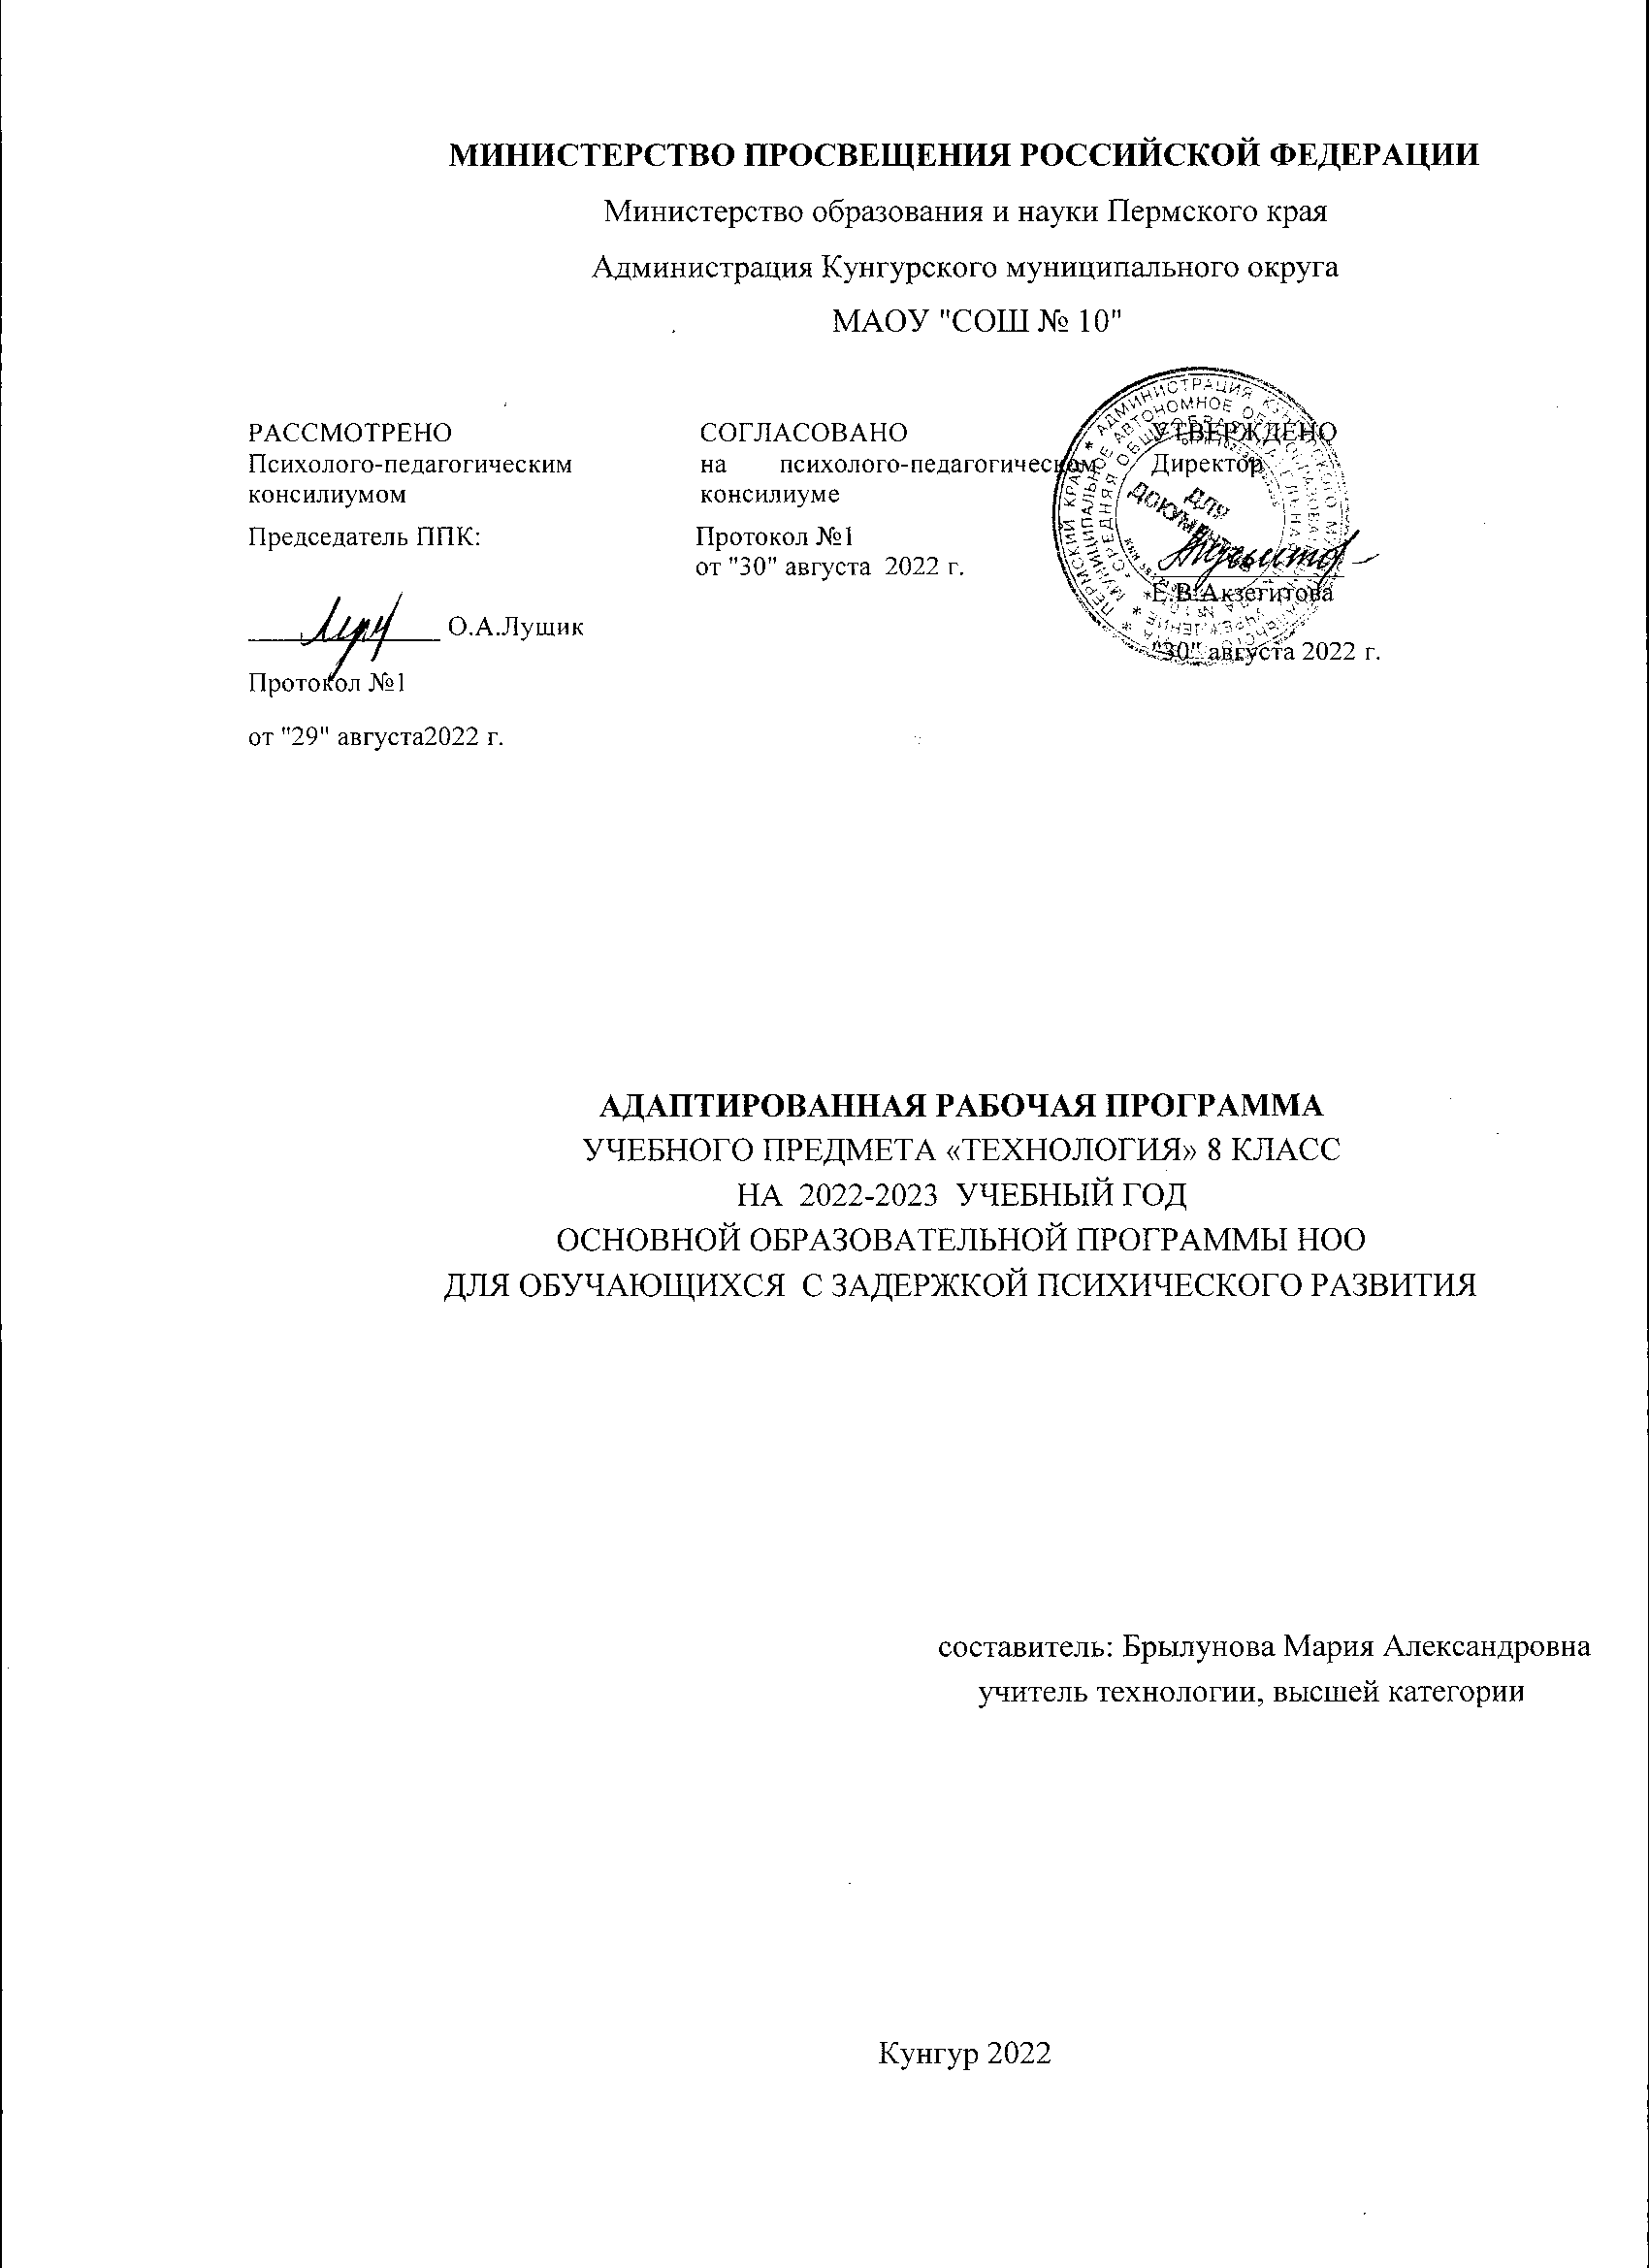 МИНИСТЕРСТВО ПРОСВЕЩЕНИЯ РОССИЙСКОЙ ФЕДЕРАЦИИ
Министерство образования и науки Пермского края
Администрация Кунгурского муниципального округа
МАОУ "СОШ № 10"
РАССМОТРЕНО
Психолого-педагогическим
консилиумом
Председатель ППК:
О.А.Лущик
Протокол №1
от "29" августа2022 г.
СОГЛАСОВАНО
на психолого-педагогическом
консилиуме
Протокол №1
от "30" августа 2022 г.
УТВЕРЖДЕНО
Директор
Е.В.Акзегитова
"30" августа 2022 г.
ДЛЯ
ДОКУМЕНТОВ
АДАПТИРОВАННАЯ РАБОЧАЯ ПРОГРАММА
УЧЕБНОГО ПРЕДМЕТА «ТЕХНОЛОГИЯ» 8 КЛАСС
НА 2022-2023 УЧЕБНЫЙ ГОД
ОСНОВНОЙ ОБРАЗОВАТЕЛЬНОЙ ПРОГРАММЫ НОО
ДЛЯ ОБУЧАЮЩИХСЯ С ЗАДЕРЖКОЙ ПСИХИЧЕСКОГО РАЗВИТИЯ
составитель: Брылунова Мария Александровна
учитель технологии, высшей категории
Кунгур 2022